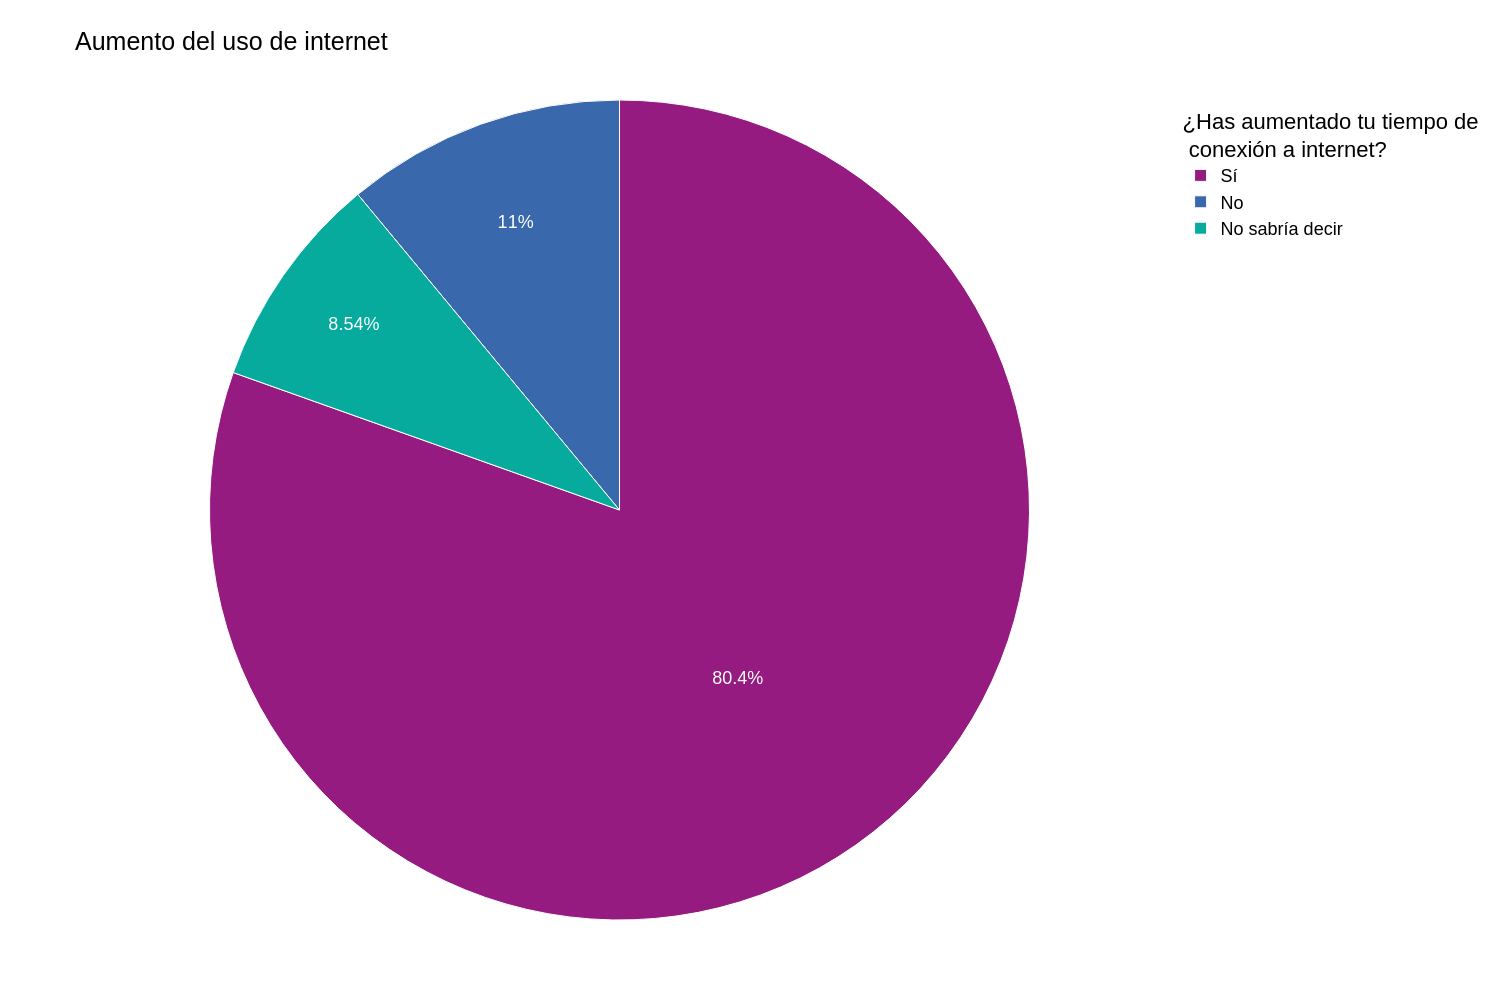 Aumento del uso de internet
¿Has aumentado tu tiempo de
conexión a internet?
Sí
No
No sabría decir
11%
8.54%
80.4%